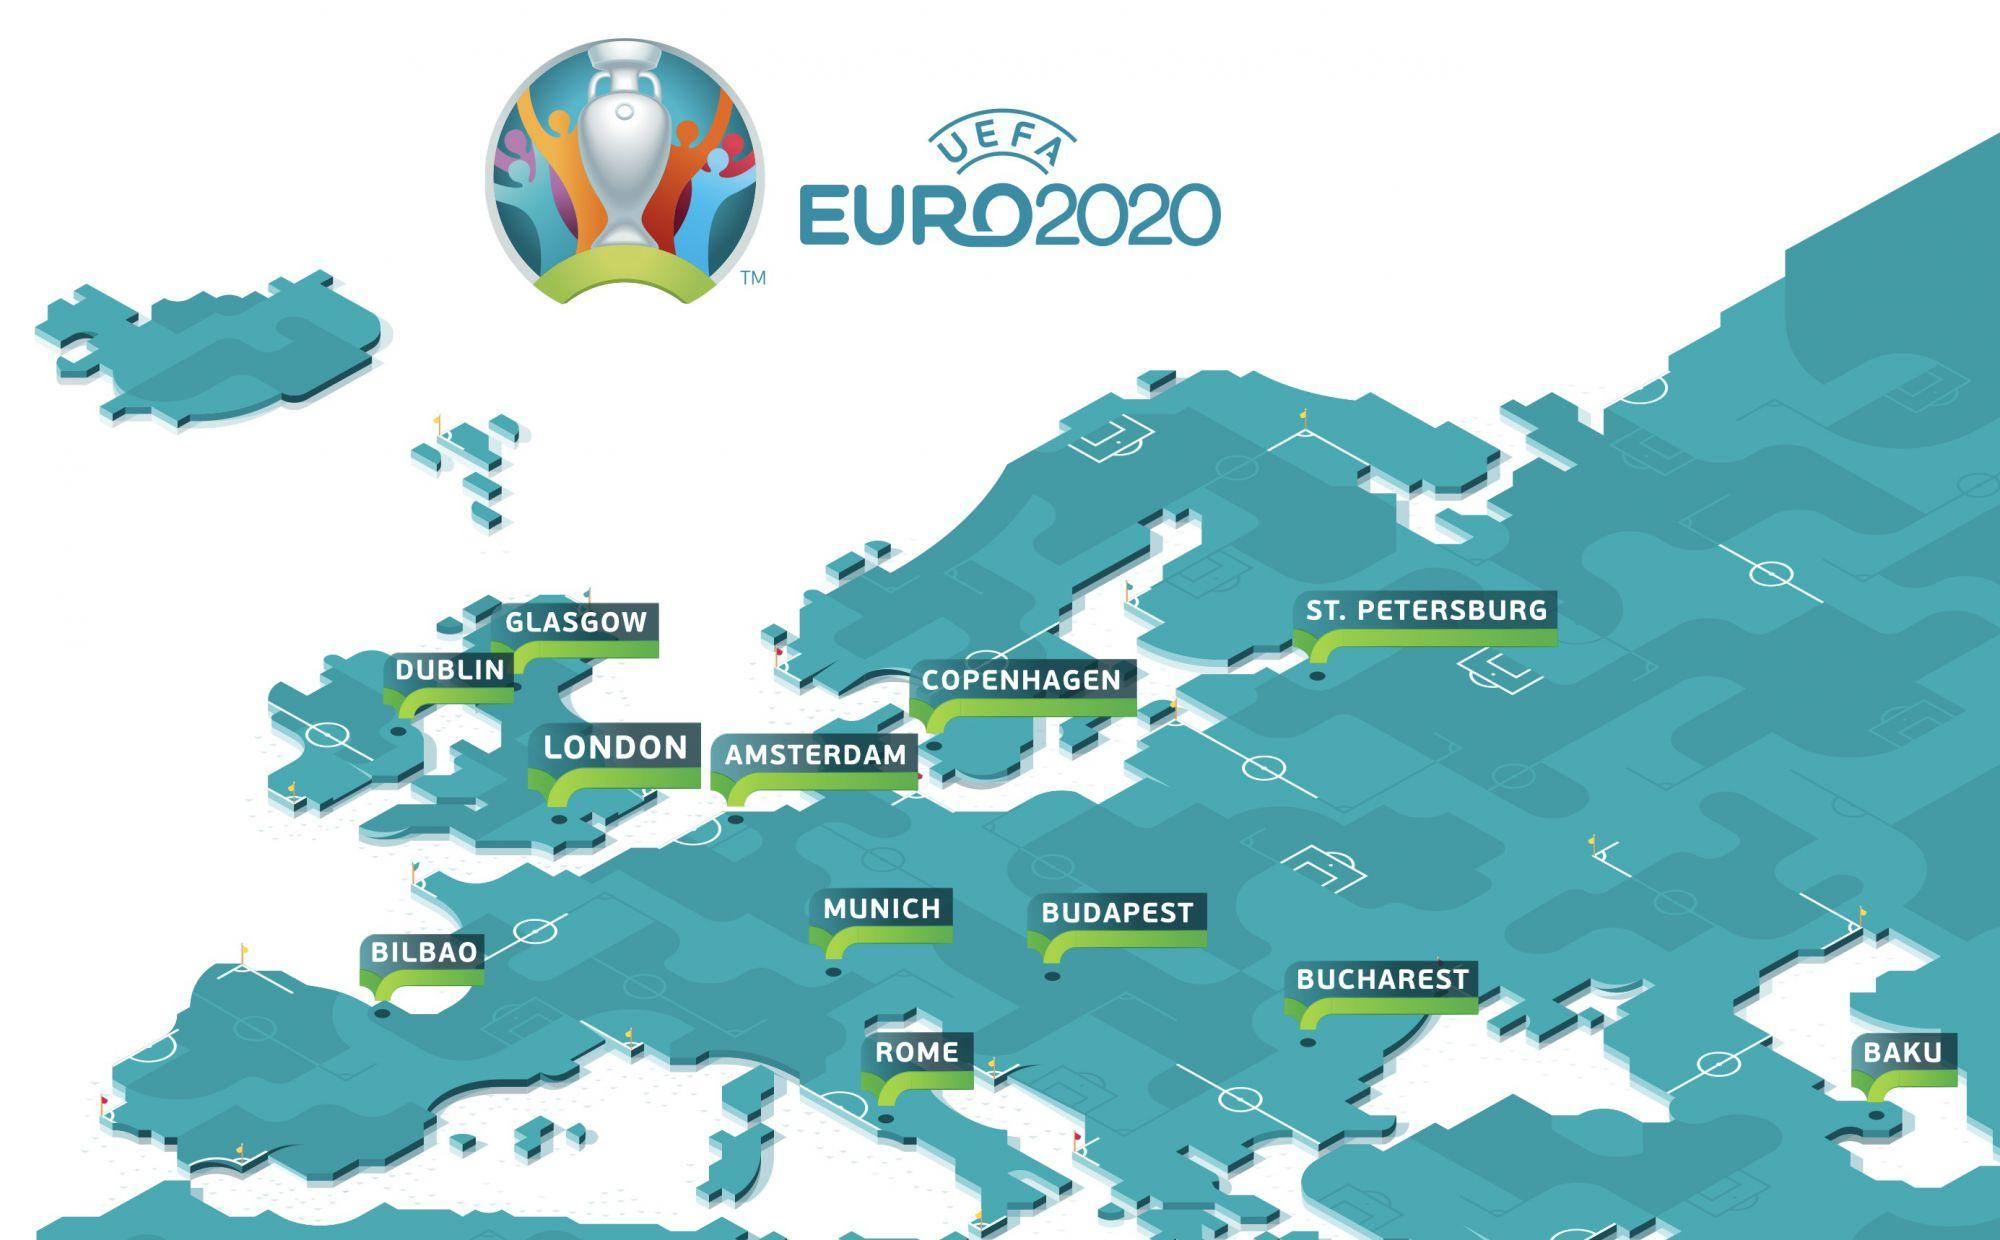 UEFA
EURO2020
TM
GLASGOW
ST. PETERSBURG
DUBLIN
COPENHAGEN
LONDON
AMSTERDAM
MUNICH
BUDAPEST
BILBAO
BUCHAREST
ROME
BAKU